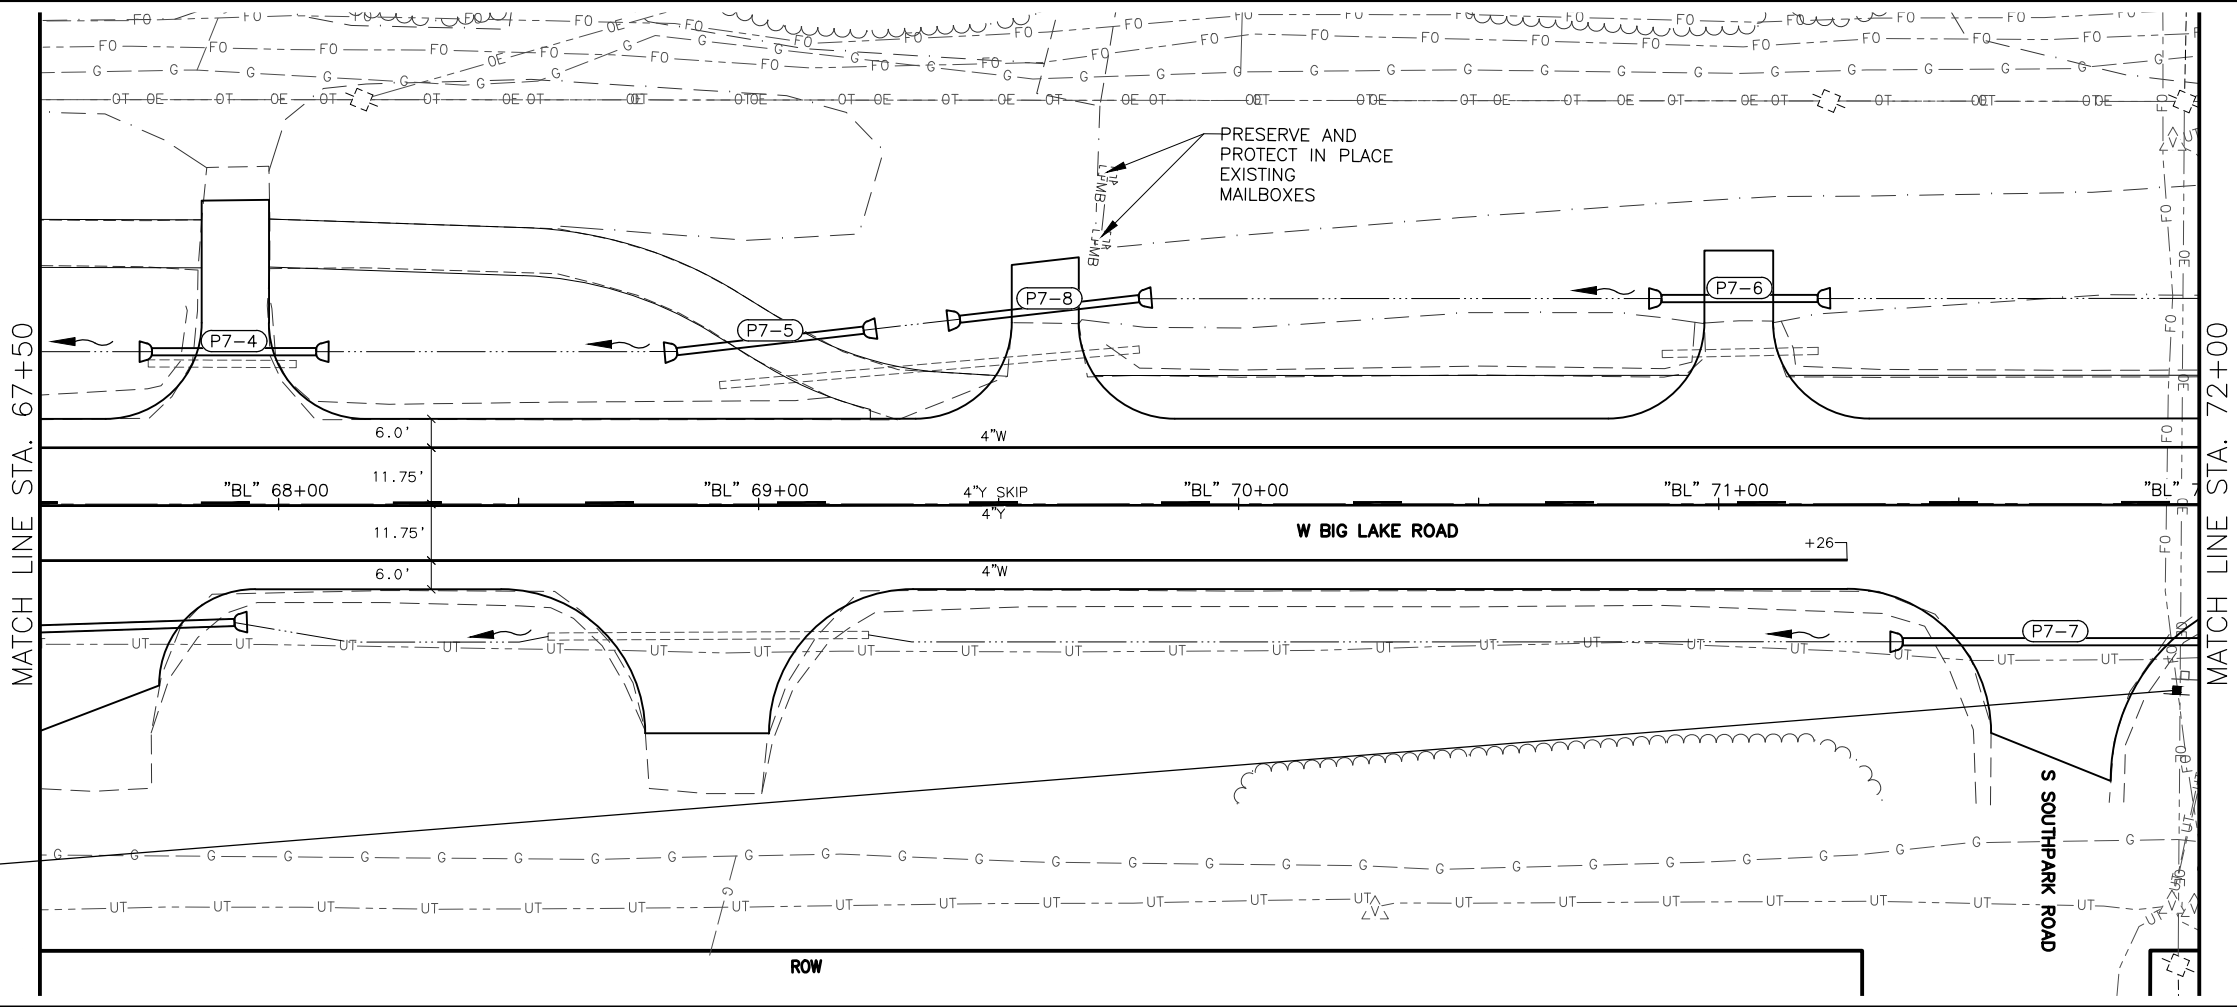 PRESERVE AND
PROTECT IN PLACE
EXISTING
MAILBOXES
MB
MB
P7-4
P7-5
P7-8
P7-6
MATCH LINE STA. 67+50
MATCH LINE STA. 72+00
6.0'
4"W
11.75'
"BL" 68+00
"BL" 69+00
4"Y SKIP
"BL" 70+00
"BL" 71+00
"BL"
4"Y
11.75'
W BIG LAKE ROAD
+26
6.0'
4"W
P7-7
S SOUTHPARK ROAD
ROW